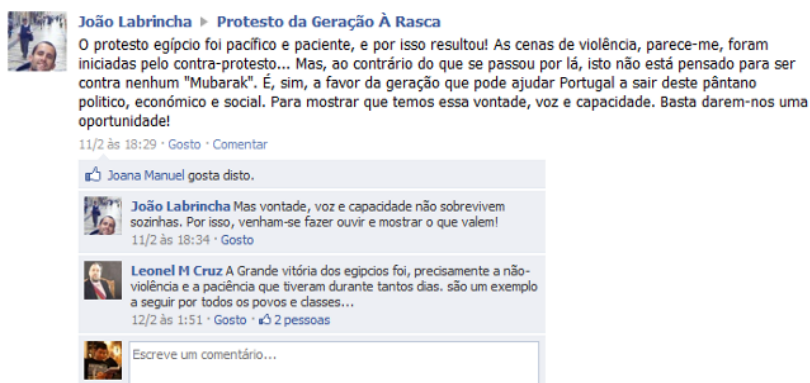 João Labrincha ▸ Protesto da Geração À Rasca
O protesto egípcio foi pacífico e paciente, e por isso resultou! As cenas de violência, parece-me, foram
iniciadas pelo contra-protesto... Mas, ao contrário do que se passou por lá, isto não está pensado para ser
contra nenhum "Mubarak". É, sim, a favor da geração que pode ajudar Portugal a sair deste pântano
politico, económico e social. Para mostrar que temos essa vontade, voz e capacidade. Basta darem-nos uma
oportunidade!
11/2 às 18:29 · Gosto · Comentar
Joana Manuel gosta disto.
João Labrincha Mas vontade, voz e capacidade não sobrevivem
sozinhas. Por isso, venham-se fazer ouvir e mostrar o que valem!
11/2 às 18:34 · Gosto
Leonel M Cruz A Grande vitória dos egipcios foi, precisamente a não-
violência e a paciência que tiveram durante tantos dias. são um exemplo
a seguir por todos os povos e classes...
12/2 às 1:51 · Gosto · 2 pessoas
Escreve um comentário...